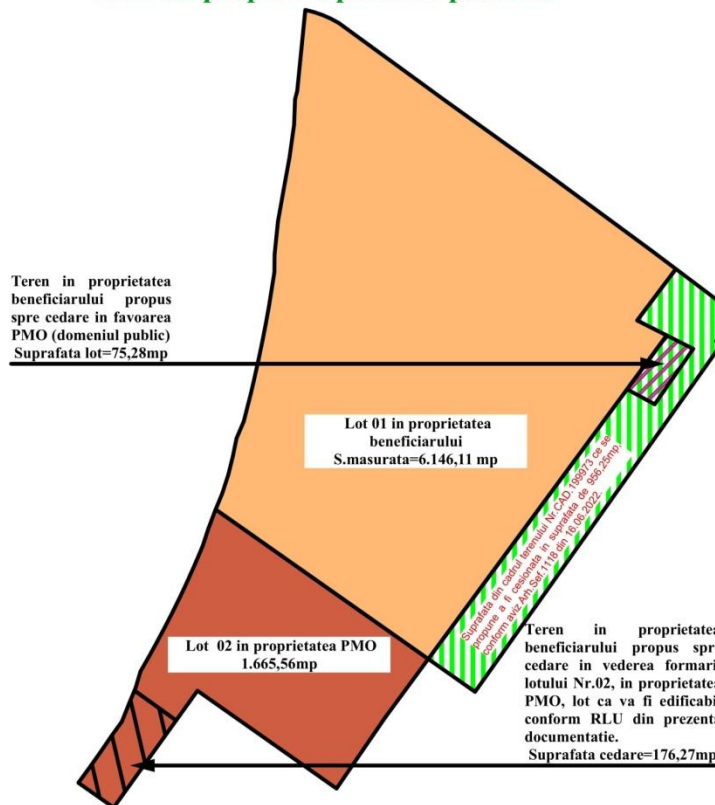 Teren in proprietatea
beneficiarului propus
spre cedare in favoarea
PMO (domeniul public)
Suprafata lot=75,28mp
Lot 01 in proprietatea
beneficiarului
S.masurata=6.146,11 mp
Suprafata din cadrul terenului Nr.CAD.199973 ce se
propune a fi cesionata in suprafata de 956,25mp,
conform aviz Arh.Sef.1118 din 16.06.2022.
Lot 02 in proprietatea PMO
1.665,56mp
Teren in proprietatea
beneficiarului propus spr
cedare in vederea formari
lotului Nr.02, in proprietatea
PMO, lot ca va fi edificabi
conform RLU din prezenta
documentatie.
Suprafata cedare=176,27mp